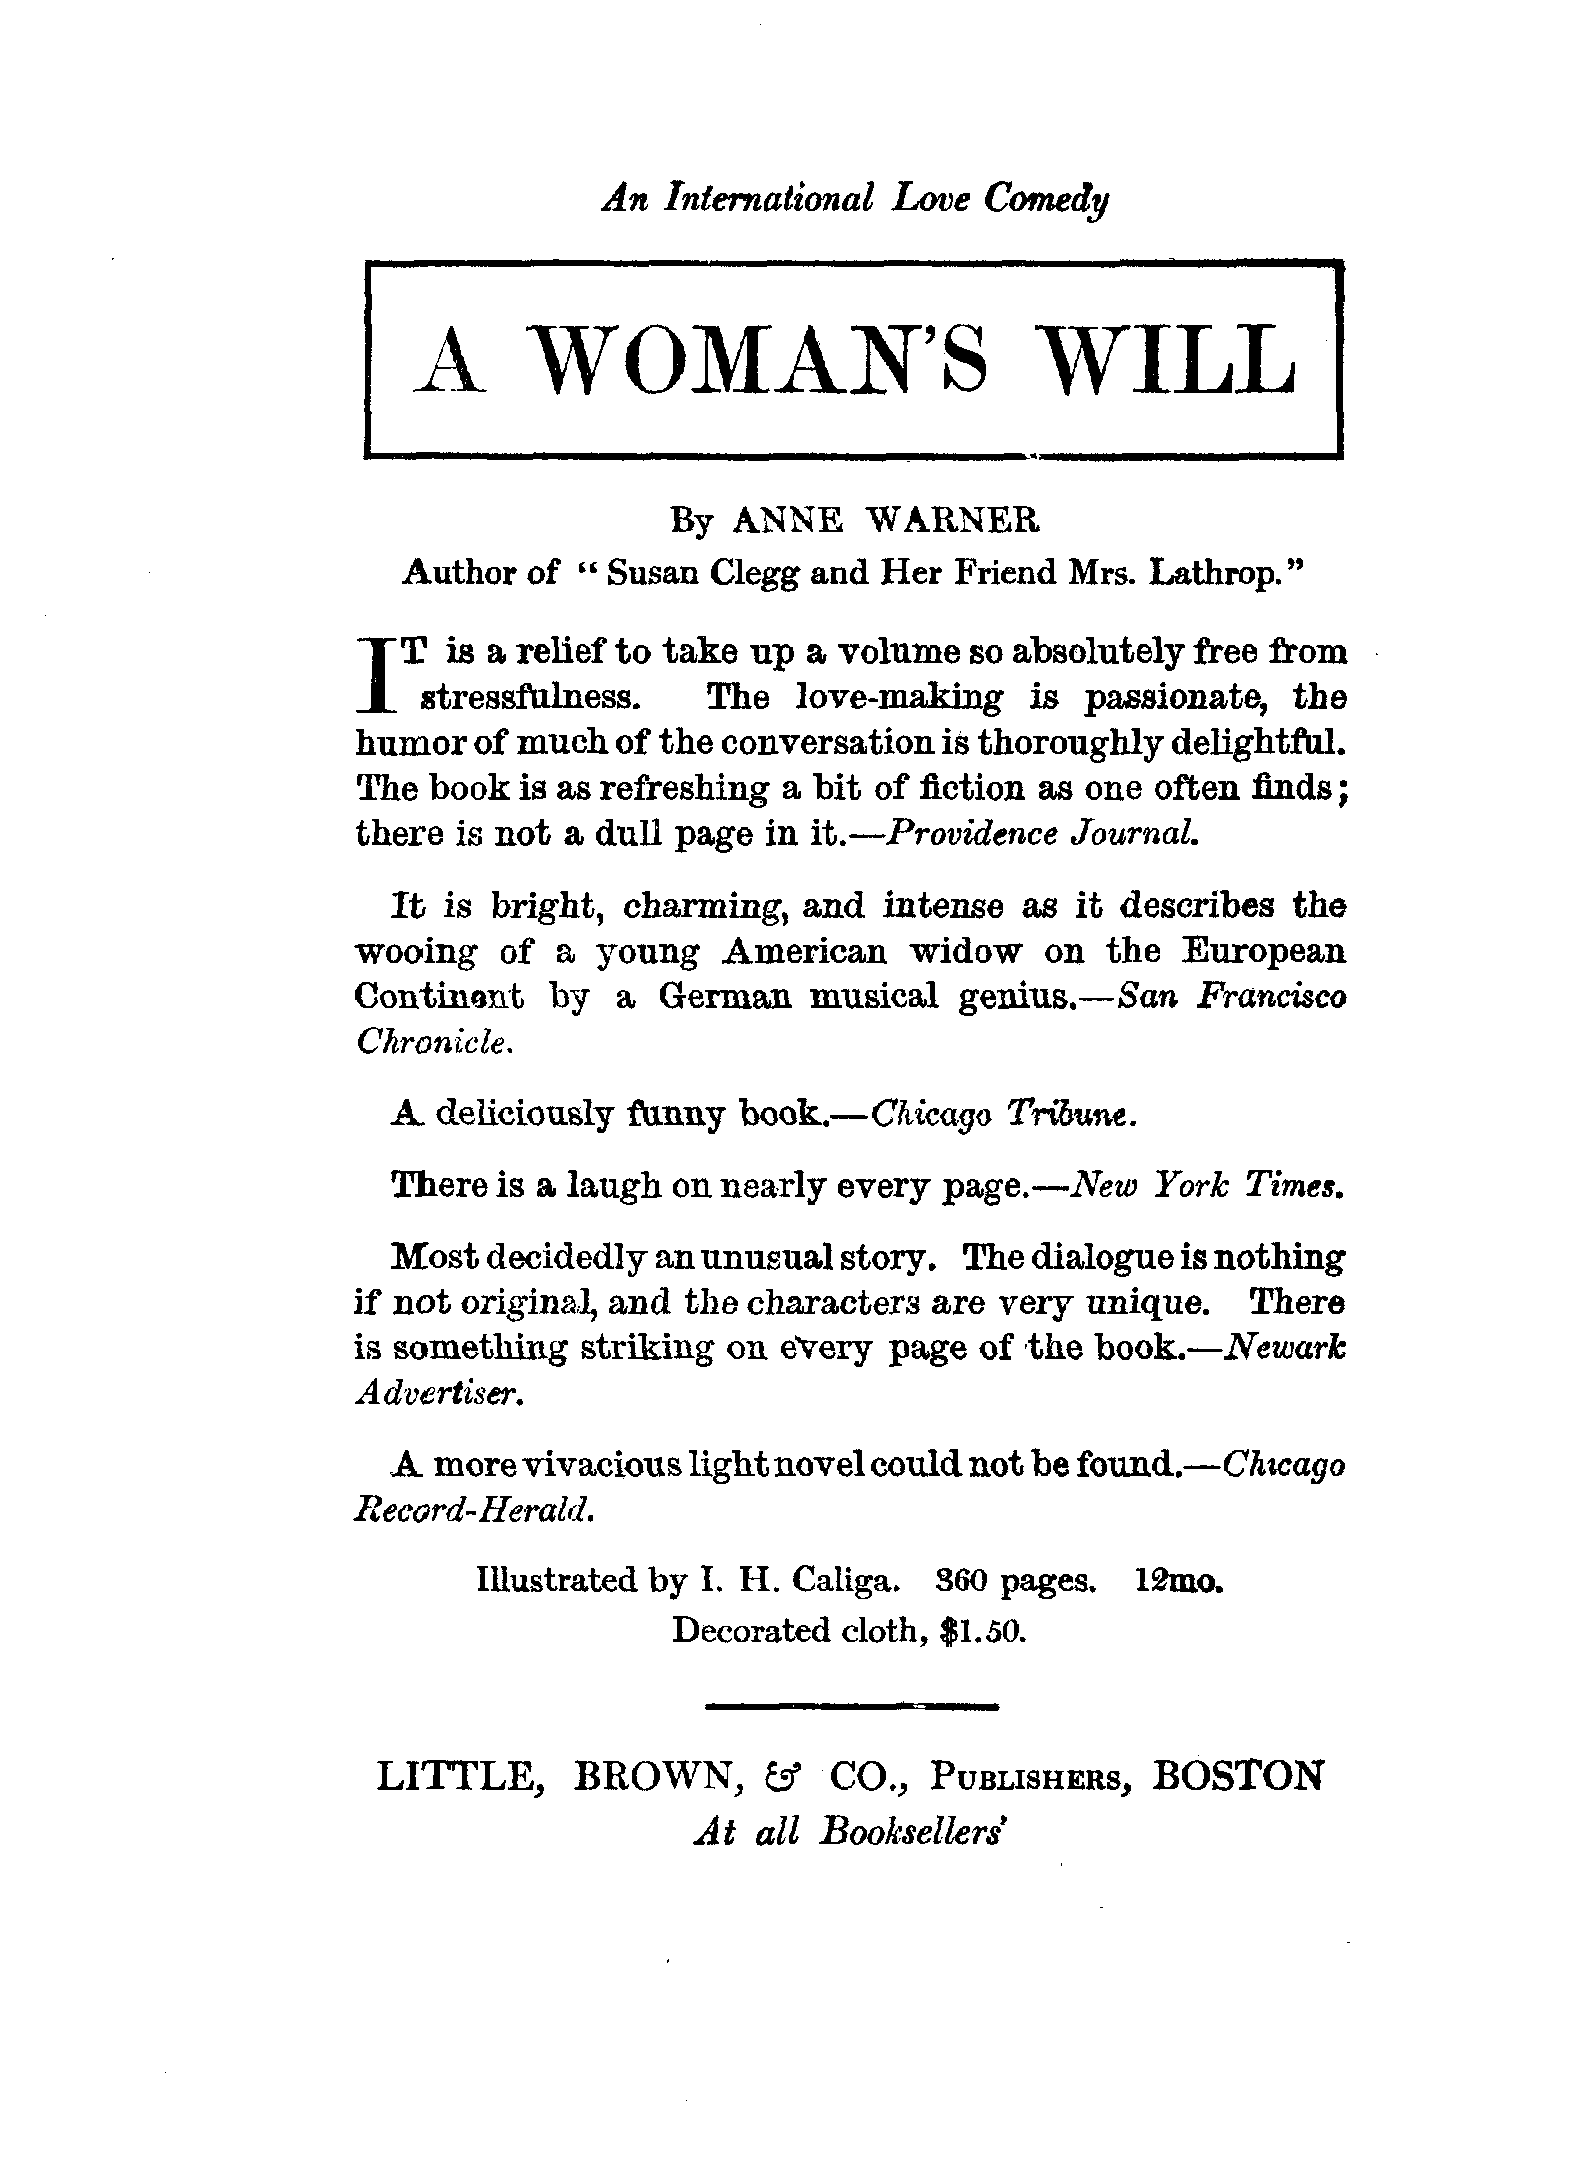 An International Love Comedy
A WOMAN'S WILL
By ANNE WARNER
Author of “Susan Clegg and Her Friend Mrs. Lathrop.”
IT is a relief to take up a volume so absolutely free from
stressfulness. The love-making is passionate, the
humor of much of the conversation is thoroughly delightful.
The book is as refreshing a bit of fiction as one often finds;
there is not a dull page in it.—Providence Journal.
It is bright, charming, and intense as it describes the
wooing of a young American widow on the European
Continent by a German musical genius.—San Francisco
Chronicle.
A deliciously funny book.—Chicago Tribune.
There is a laugh on nearly every page.—New York Times.
Most decidedly an unusual story. The dialogue is nothing
if not original, and the characters are very unique. There
is something striking on every page of the book.—Newark
Advertiser.
A more vivacious light novel could not be found.—Chicago
Record-Herald.
Illustrated by I. H. Caliga. 360 pages. 12mo.
Decorated cloth, $1.50.
LITTLE, BROWN, & CO., PUBLISHERS, BOSTON
At all Booksellers'